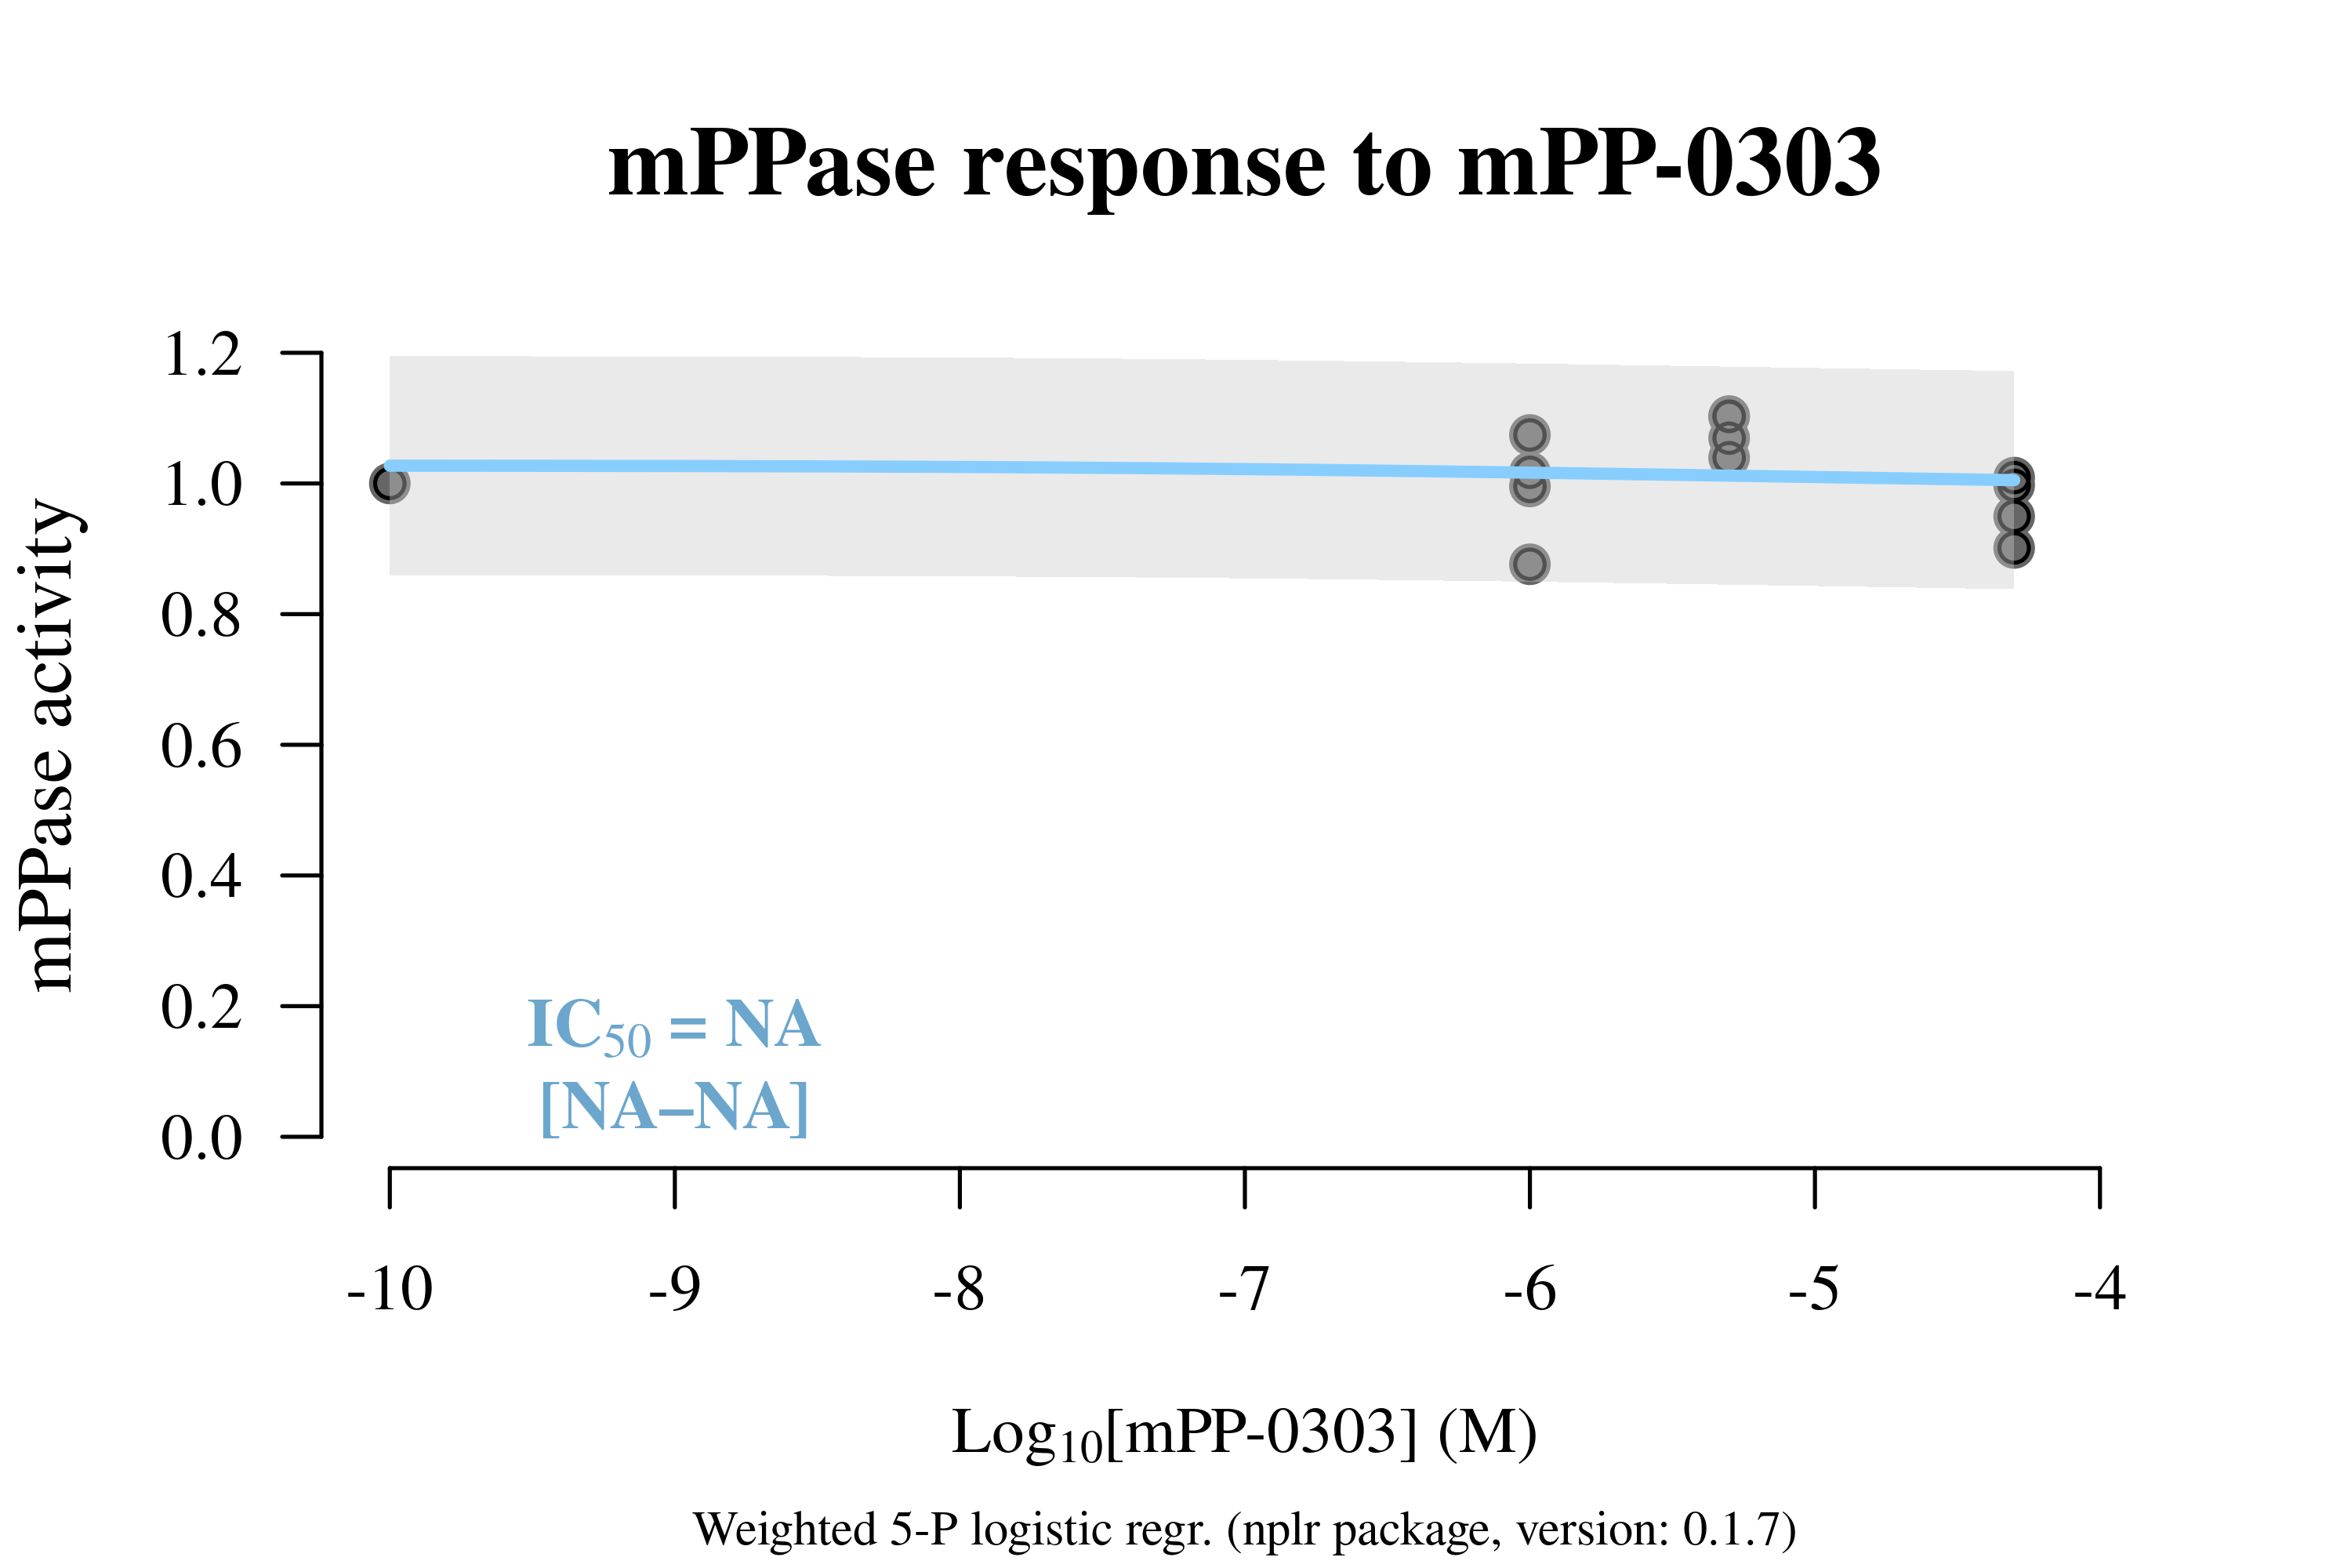 mPPase response to mPP-0303
mPPase activity
1.2
1.0
0.8
0.6
0.4
0.2
0.0
IC50 = NA
[NA–NA]
-10 -9 -8 -7 -6 -5 -4
Log10[mPP-0303] (M)
Weighted 5-P logistic regr. (nplr package, version: 0.1.7)